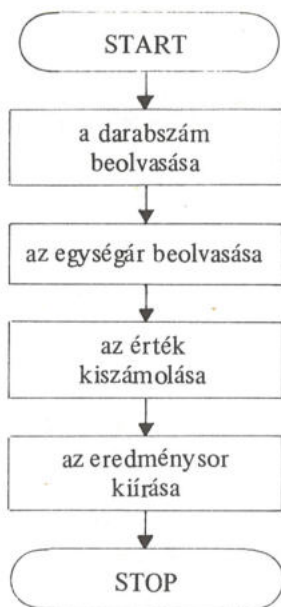 START
a darabszám
beolvasása
az egységár beolvasása
az érték
kiszámolása
az eredménysor
kiírása
STOP